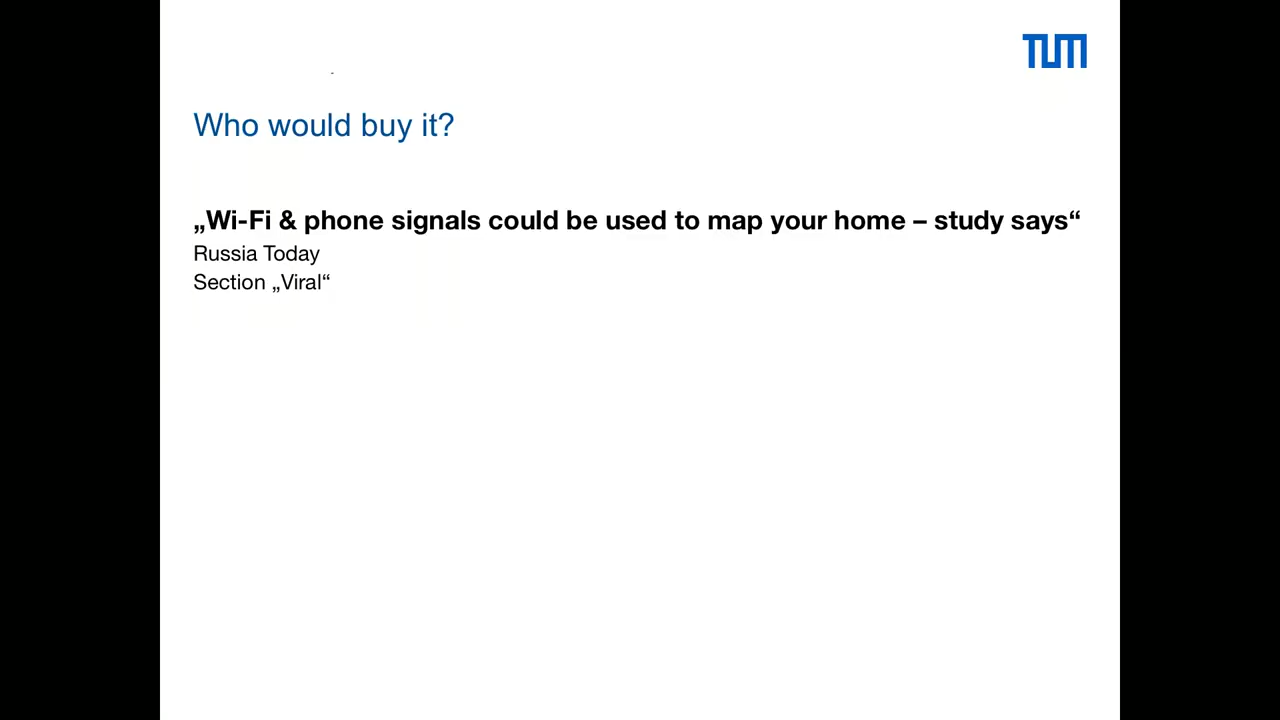 TUM
Who would buy it?
„Wi-Fi & phone signals could be used to map your home – study says“
Russia Today
Section „Viral“